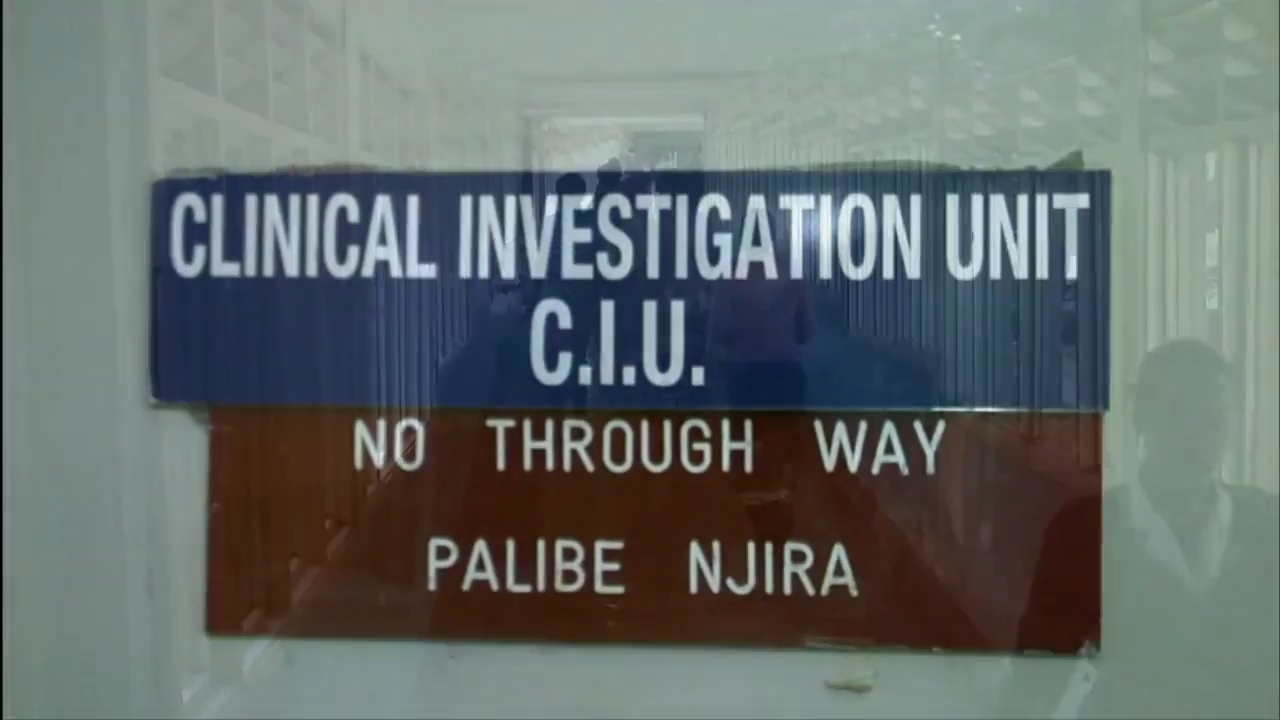 CLINICAL INVESTIGATION UNIT
C.I.U.
NO THROUGH WAY
PALIBE NJIRA